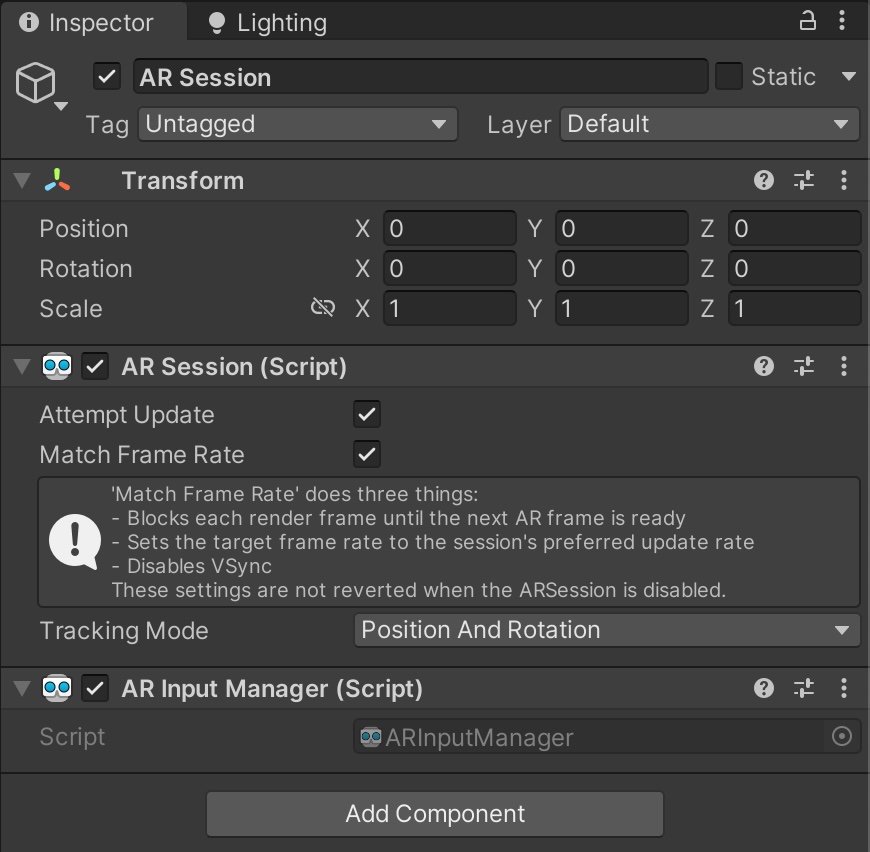 Inspector Lighting
AR Session Static
Tag Untagged Layer Default
Transform
Position X 0 Y 0 Z 0
Rotation X 0 Y 0 Z 0
Scale X 1 Y 1 Z 1
AR Session (Script)
Attempt Update
Match Frame Rate
'Match Frame Rate' does three things:
- Blocks each render frame until the next AR frame is ready
- Sets the target frame rate to the session's preferred update rate
- Disables VSync
These settings are not reverted when the ARSession is disabled.
Tracking Mode Position And Rotation
AR Input Manager (Script)
Script ARInputManager
Add Component